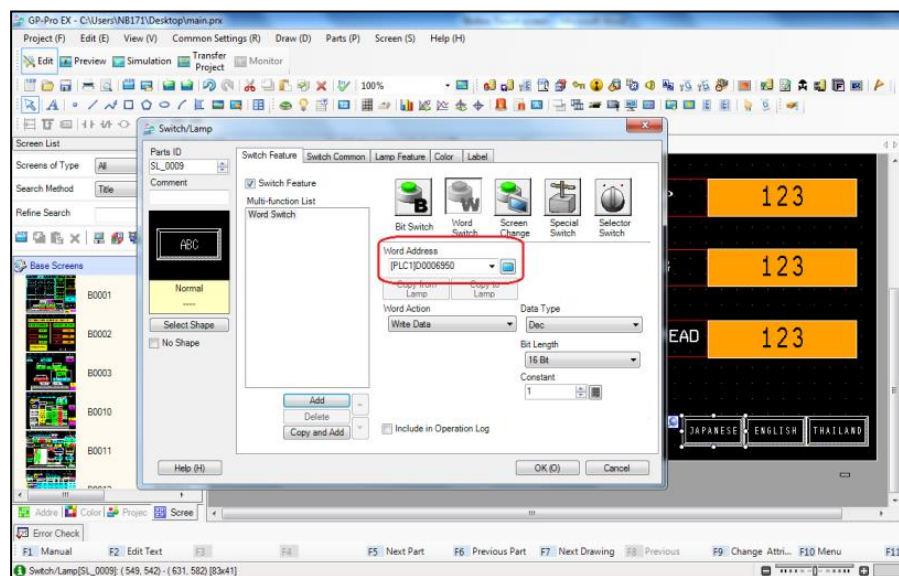 GP-Pro EX - C:\Users\NB171\Desktop\main.prx
Project (F) Edit (E) View (V) Common Settings (R) Draw (D) Parts (P) Screen (S) Help (H)
Edit Preview Simulation Transfer Project Monitor
100%
Screen List
Screens of Type All
Search Method Title
Refine Search
Base Screens
B0001
B0002
B0003
B0010
B0011
Switch/Lamp
Parts ID
SL_0009
Comment
ABC
Normal
----
Select Shape
No Shape
Help (H)
Switch Feature Switch Common Lamp Feature Color Label
Switch Feature
Multi-function List
Word Switch
Add
Delete
Copy and Add
Bit Switch
Word Switch
Screen Change
Special Switch
Selector Switch
Word Address
[PLC1]D0006950
Copy from Lamp
Copy to Lamp
Word Action
Write Data
Data Type
Dec
Bit Length
16 Bit
Constant
1
Include in Operation Log
OK (O) Cancel
123
123
EAD 123
JAPANESE ENGLISH THAILAND
Addre Color Projec Scree
Error Check
F1 Manual F2 Edit Text F3 F4 F5 Next Part F6 Previous Part F7 Next Drawing F8 Previous F9 Change Attri... F10 Menu F11
Switch/Lamp[SL_0009]: ( 549, 542) - ( 631, 582) [83x41]